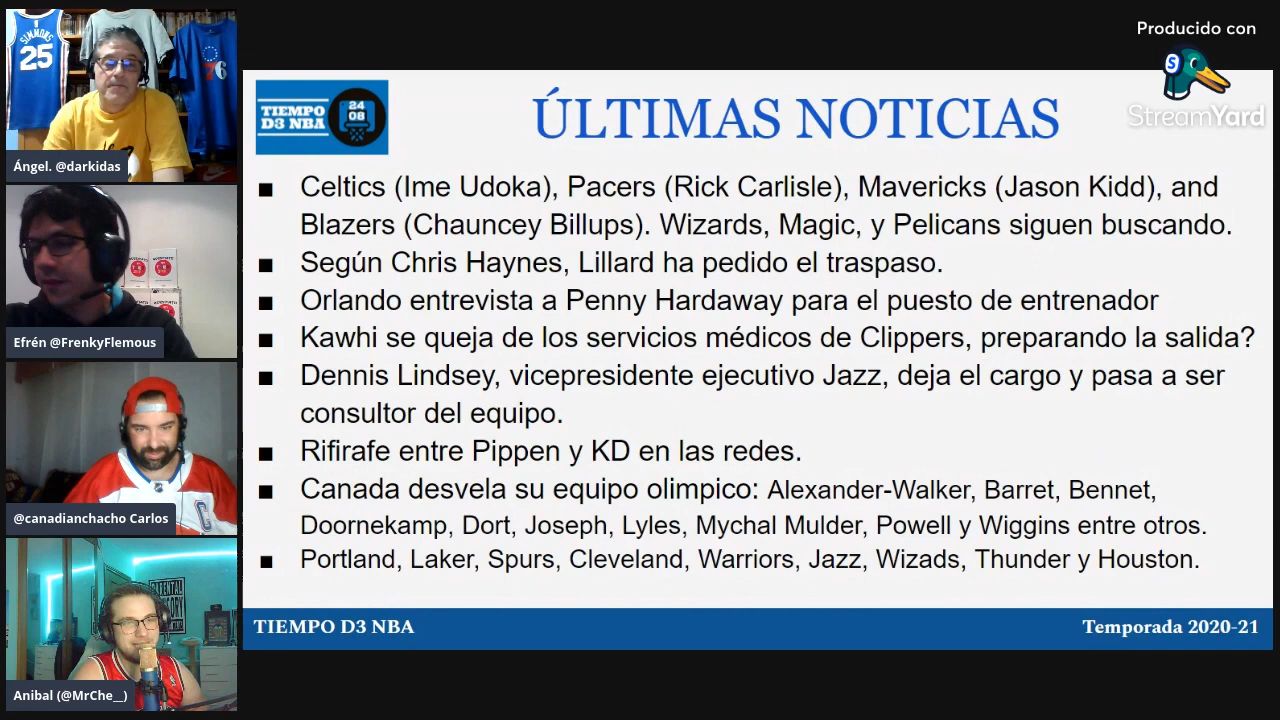 Producido con
StreamYard
SIMMONS
25
76
Ángel. @darkidas
Efrén @FrenkyFlemous
@canadianchacho Carlos
C
PARENTAL
Anibal (@MrChe__)
TIEMPO
D3 NBA
24
08
ÚLTIMAS NOTICIAS
■ Celtics (Ime Udoka), Pacers (Rick Carlisle), Mavericks (Jason Kidd), and
Blazers (Chauncey Billups). Wizards, Magic, y Pelicans siguen buscando.
■ Según Chris Haynes, Lillard ha pedido el traspaso.
■ Orlando entrevista a Penny Hardaway para el puesto de entrenador
■ Kawhi se queja de los servicios médicos de Clippers, preparando la salida?
■ Dennis Lindsey, vicepresidente ejecutivo Jazz, deja el cargo y pasa a ser
consultor del equipo.
■ Rifirafe entre Pippen y KD en las redes.
■ Canada desvela su equipo olimpico: Alexander-Walker, Barret, Bennet,
Doornekamp, Dort, Joseph, Lyles, Mychal Mulder, Powell y Wiggins entre otros.
■ Portland, Laker, Spurs, Cleveland, Warriors, Jazz, Wizads, Thunder y Houston.
TIEMPO D3 NBA
Temporada 2020-21